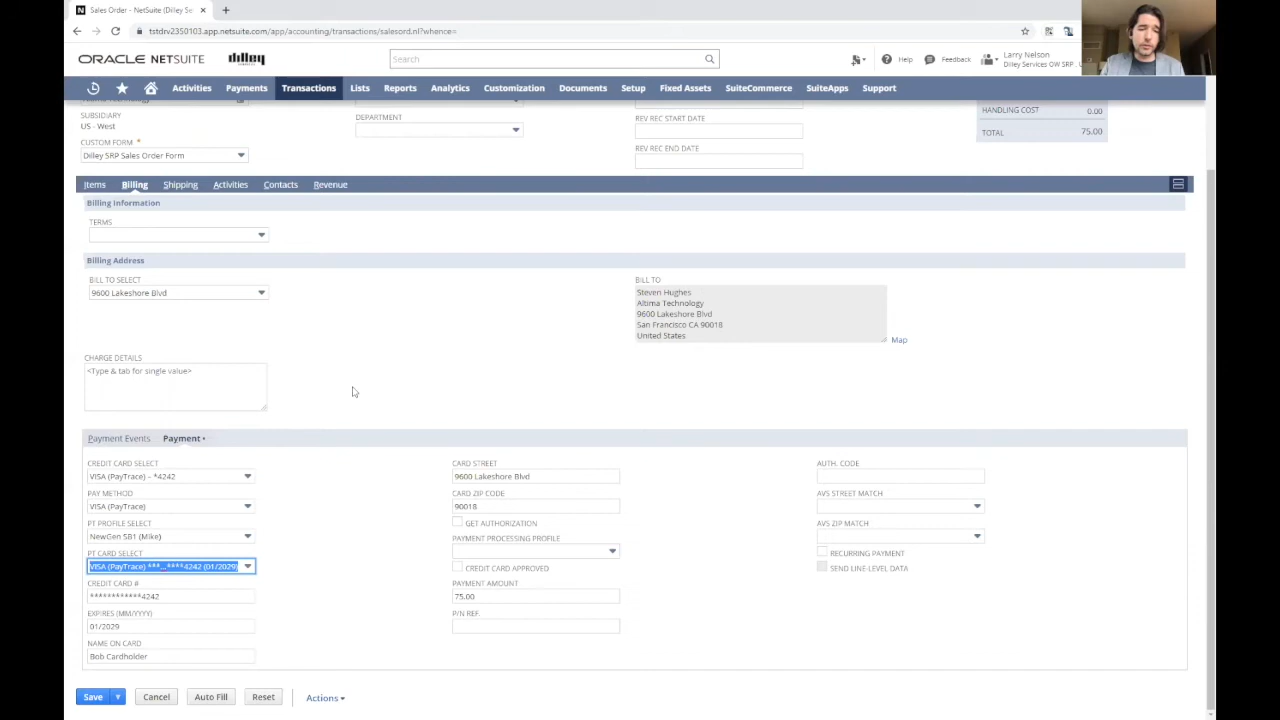 Sales Order - NetSuite (Dilley Se
tstdrv2350103.app.netsuite.com/app/accounting/transactions/salesord.nl?whence=
ORACLE NETSUITE
dilley
Search
Help
Feedback
Larry Nelson
Dilley Services OW SRP
Activities
Payments
Transactions
Lists
Reports
Analytics
Customization
Documents
Setup
Fixed Assets
SuiteCommerce
SuiteApps
Support
SUBSIDIARY
US - West
CUSTOM FORM *
Dilley SRP Sales Order Form
DEPARTMENT
REV REC START DATE
REV REC END DATE
HANDLING COST 0.00
TOTAL 75.00
Items
Billing
Shipping
Activities
Contacts
Revenue
Billing Information
TERMS
Billing Address
BILL TO SELECT
9600 Lakeshore Blvd
BILL TO
Steven Hughes
Altima Technology
9600 Lakeshore Blvd
San Francisco CA 90018
United States
Map
CHARGE DETAILS
<Type & tab for single value>
Payment Events
Payment •
CREDIT CARD SELECT
VISA (PayTrace) – *4242
PAY METHOD
VISA (PayTrace)
PT PROFILE SELECT
NewGen SB1 (Mike)
PT CARD SELECT
VISA (PayTrace) ***...****4242 (01/2029)
CREDIT CARD #
************4242
EXPIRES (MM/YYYY)
01/2029
NAME ON CARD
Bob Cardholder
CARD STREET
9600 Lakeshore Blvd
CARD ZIP CODE
90018
GET AUTHORIZATION
PAYMENT PROCESSING PROFILE
CREDIT CARD APPROVED
PAYMENT AMOUNT
75.00
P/N REF.
AUTH. CODE
AVS STREET MATCH
AVS ZIP MATCH
RECURRING PAYMENT
SEND LINE-LEVEL DATA
Save
Cancel
Auto Fill
Reset
Actions